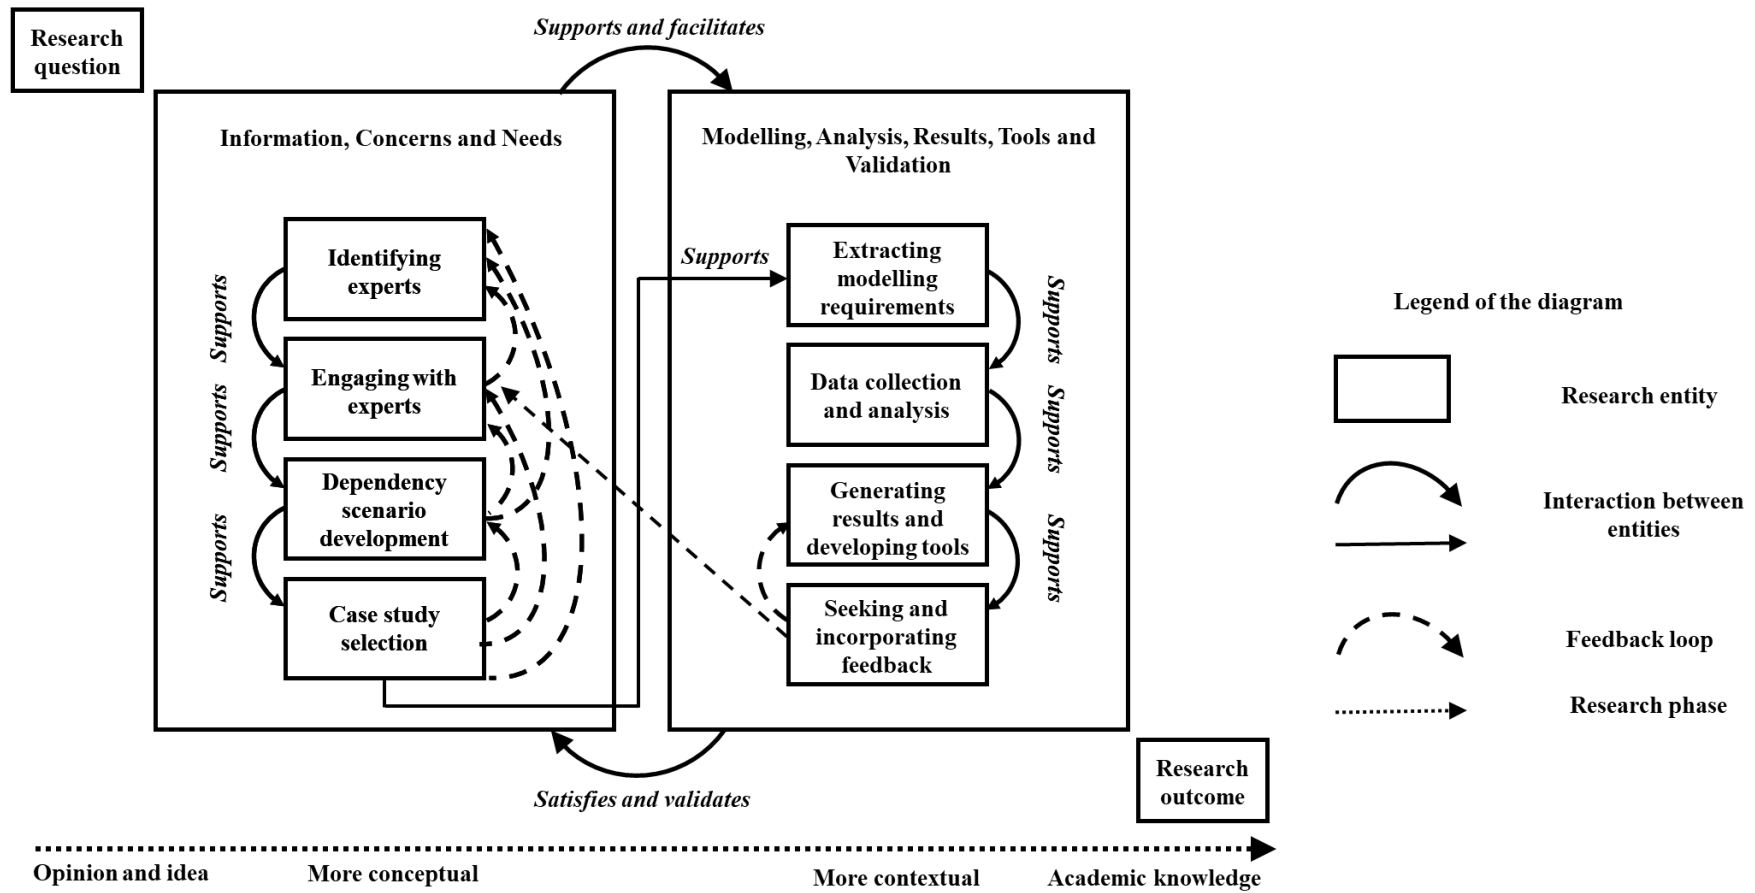 Research
question
Supports and facilitates
Information, Concerns and Needs
Identifying
experts
Engaging with
experts
Dependency
scenario
development
Case study
selection
Supports
Supports
Supports
Supports
Modelling, Analysis, Results, Tools and
Validation
Extracting
modelling
requirements
Data collection
and analysis
Generating
results and
developing tools
Seeking and
incorporating
feedback
Supports
Supports
Supports
Satisfies and validates
Research
outcome
Opinion and idea
More conceptual
More contextual
Academic knowledge
Legend of the diagram
Research entity
Interaction between
entities
Feedback loop
Research phase